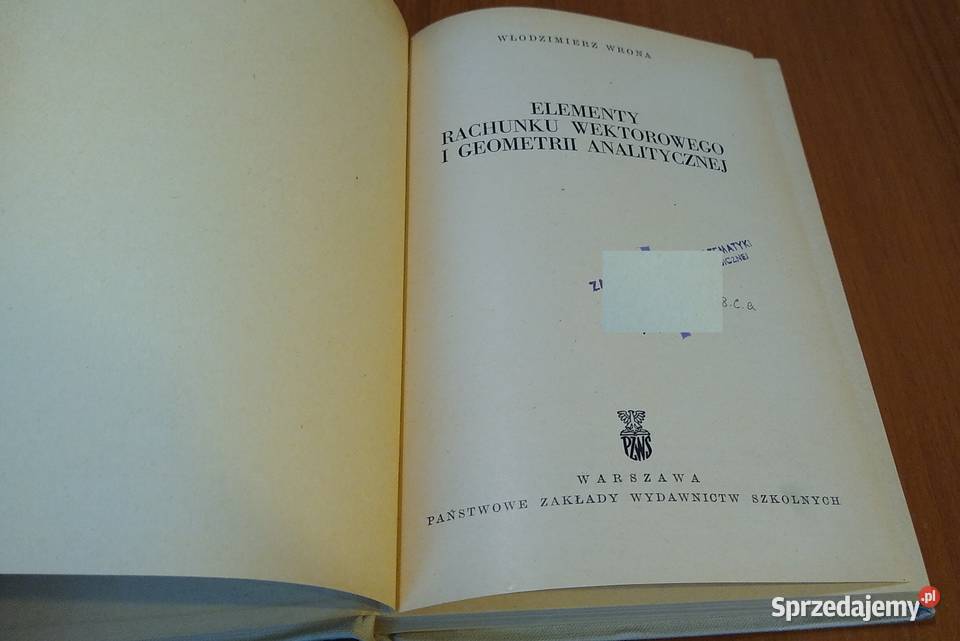 WŁODZIMIERZ WRONA
ELEMENTY
RACHUNKU WEKTOROWEGO
I GEOMETRII ANALITYCZNEJ
B.C.a
PZWS
WARSZAWA
PAŃSTWOWE ZAKŁADY WYDAWNICTW SZKOLNYCH
Sprzedajemy.pl